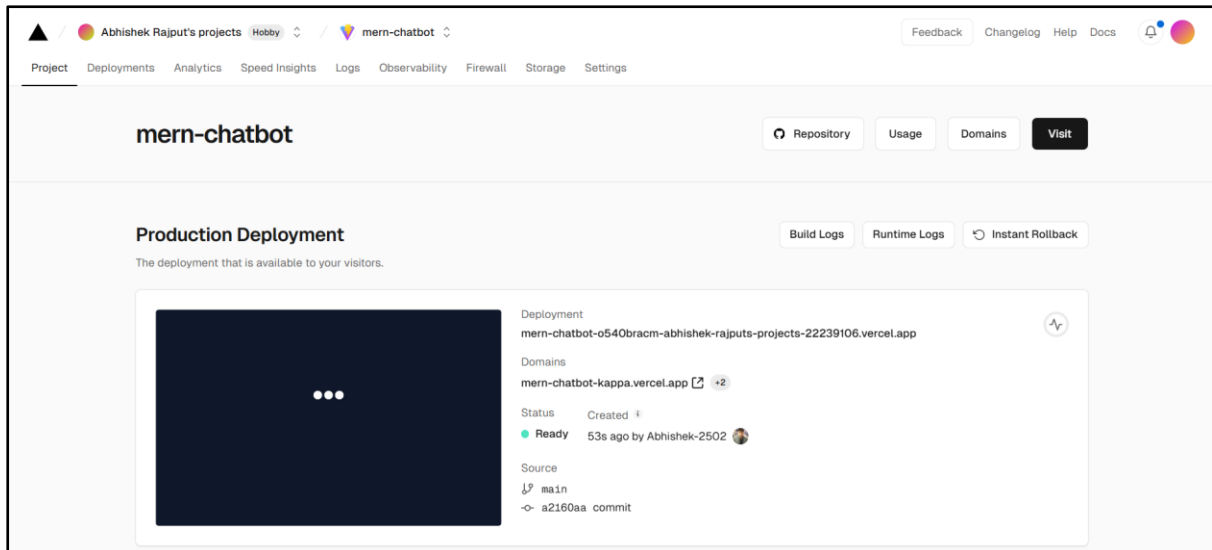 Abhishek Rajput's projects Hobby / mern-chatbot Feedback Changelog Help Docs
Project Deployments Analytics Speed Insights Logs Observability Firewall Storage Settings
mern-chatbot Repository Usage Domains Visit
Production Deployment Build Logs Runtime Logs Instant Rollback
The deployment that is available to your visitors.
Deployment
mern-chatbot-o540bracm-abhishek-rajputs-projects-22239106.vercel.app
Domains
mern-chatbot-kappa.vercel.app +2
Status Created
Ready 53s ago by Abhishek-2502
Source
main
a2160aa commit